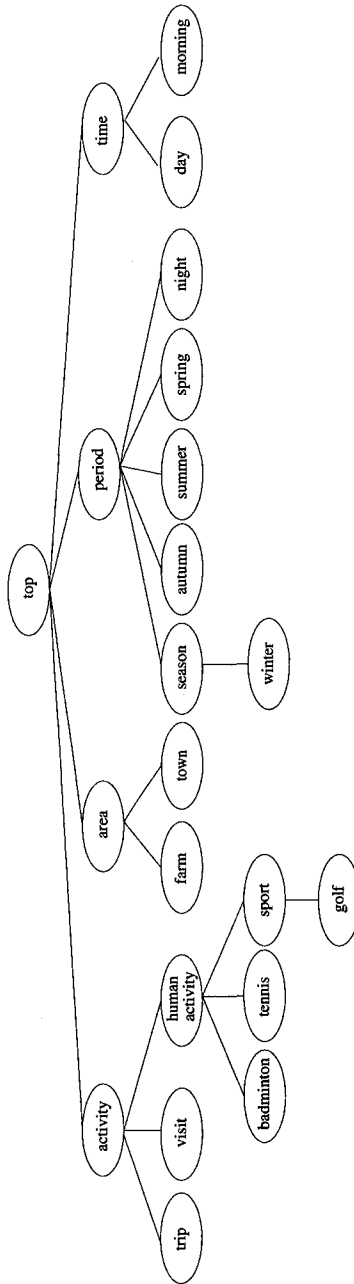 top
activity
area
period
time
trip
visit
human
activity
farm
town
season
autumn
summer
spring
night
day
morning
badminton
tennis
sport
winter
golf